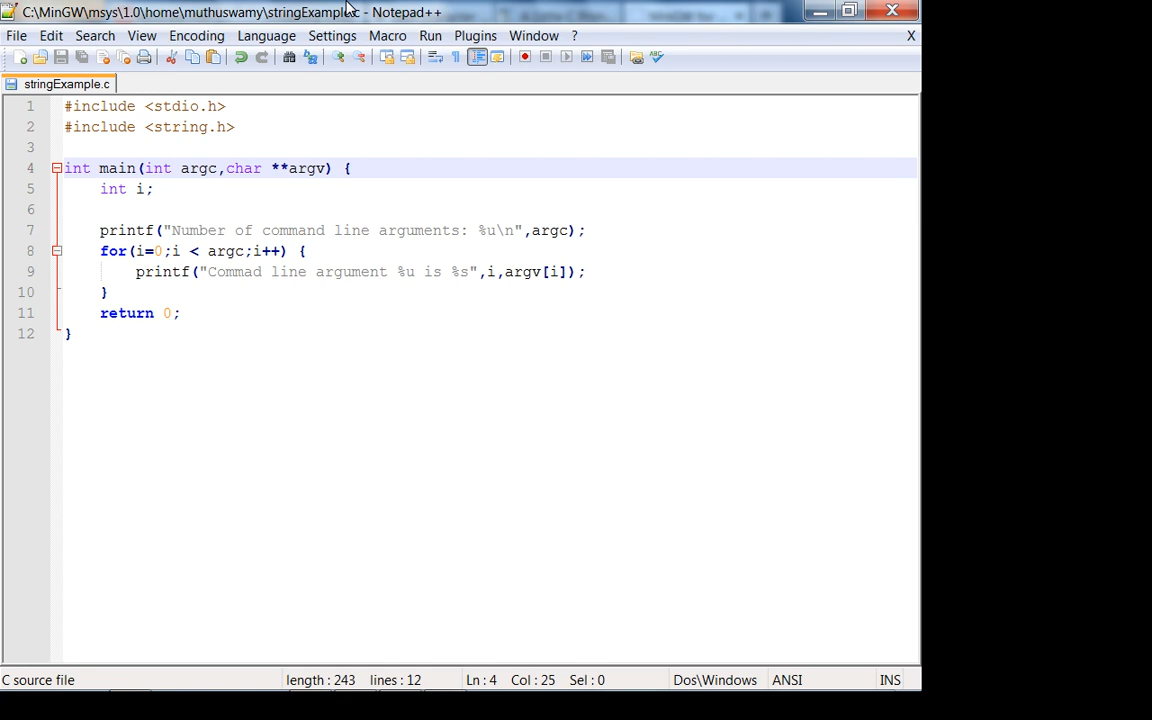 C:\MinGW\msys\1.0\home\muthuswamy\stringExample.c - Notepad++
File Edit Search View Encoding Language Settings Macro Run Plugins Window ? X
stringExample.c
1 #include <stdio.h>
2 #include <string.h>
3
4 int main(int argc,char **argv) {
5 int i;
6
7 printf("Number of command line arguments: %u\n",argc);
8 for(i=0;i < argc;i++) {
9 printf("Commad line argument %u is %s",i,argv[i]);
10 }
11 return 0;
12 }
C source file length : 243 lines : 12 Ln : 4 Col : 25 Sel : 0 Dos\Windows ANSI INS